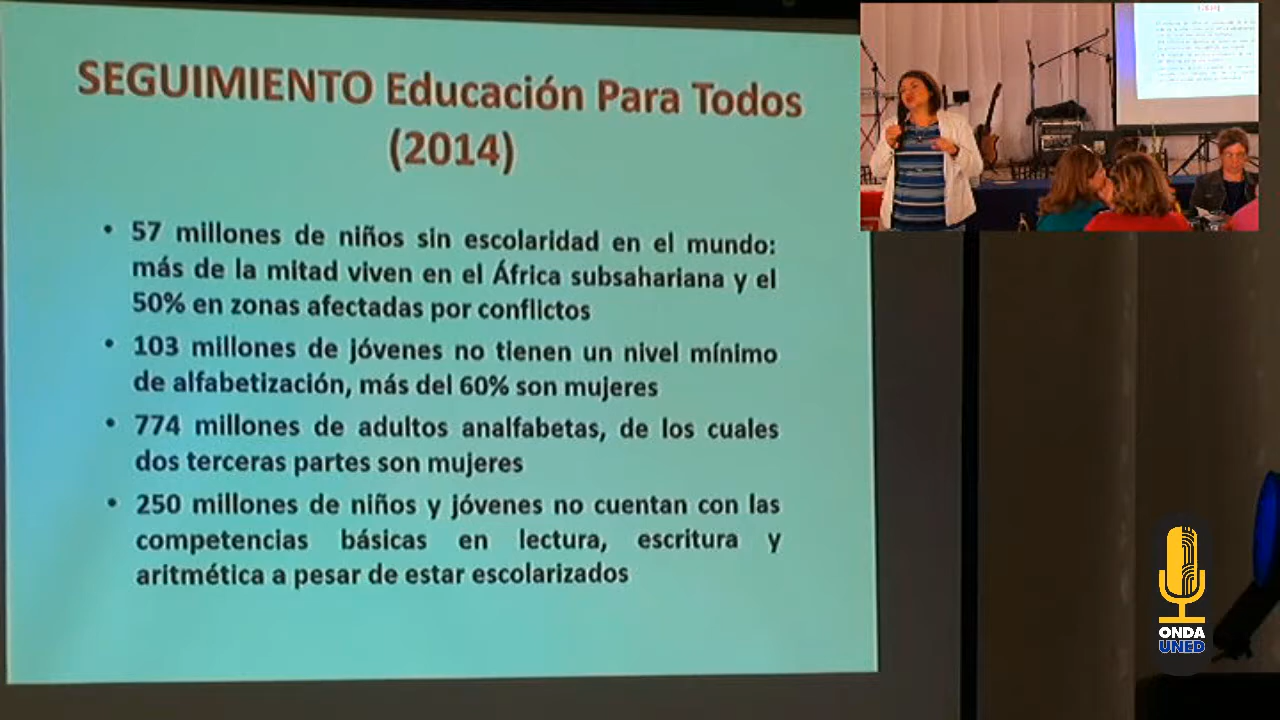 SEGUIMIENTO Educación Para Todos
(2014)
• 57 millones de niños sin escolaridad en el mundo:
más de la mitad viven en el África subsahariana y el
50% en zonas afectadas por conflictos
• 103 millones de jóvenes no tienen un nivel mínimo
de alfabetización, más del 60% son mujeres
• 774 millones de adultos analfabetas, de los cuales
dos terceras partes son mujeres
• 250 millones de niños y jóvenes no cuentan con las
competencias básicas en lectura, escritura y
aritmética a pesar de estar escolarizados
ONDA
UNED